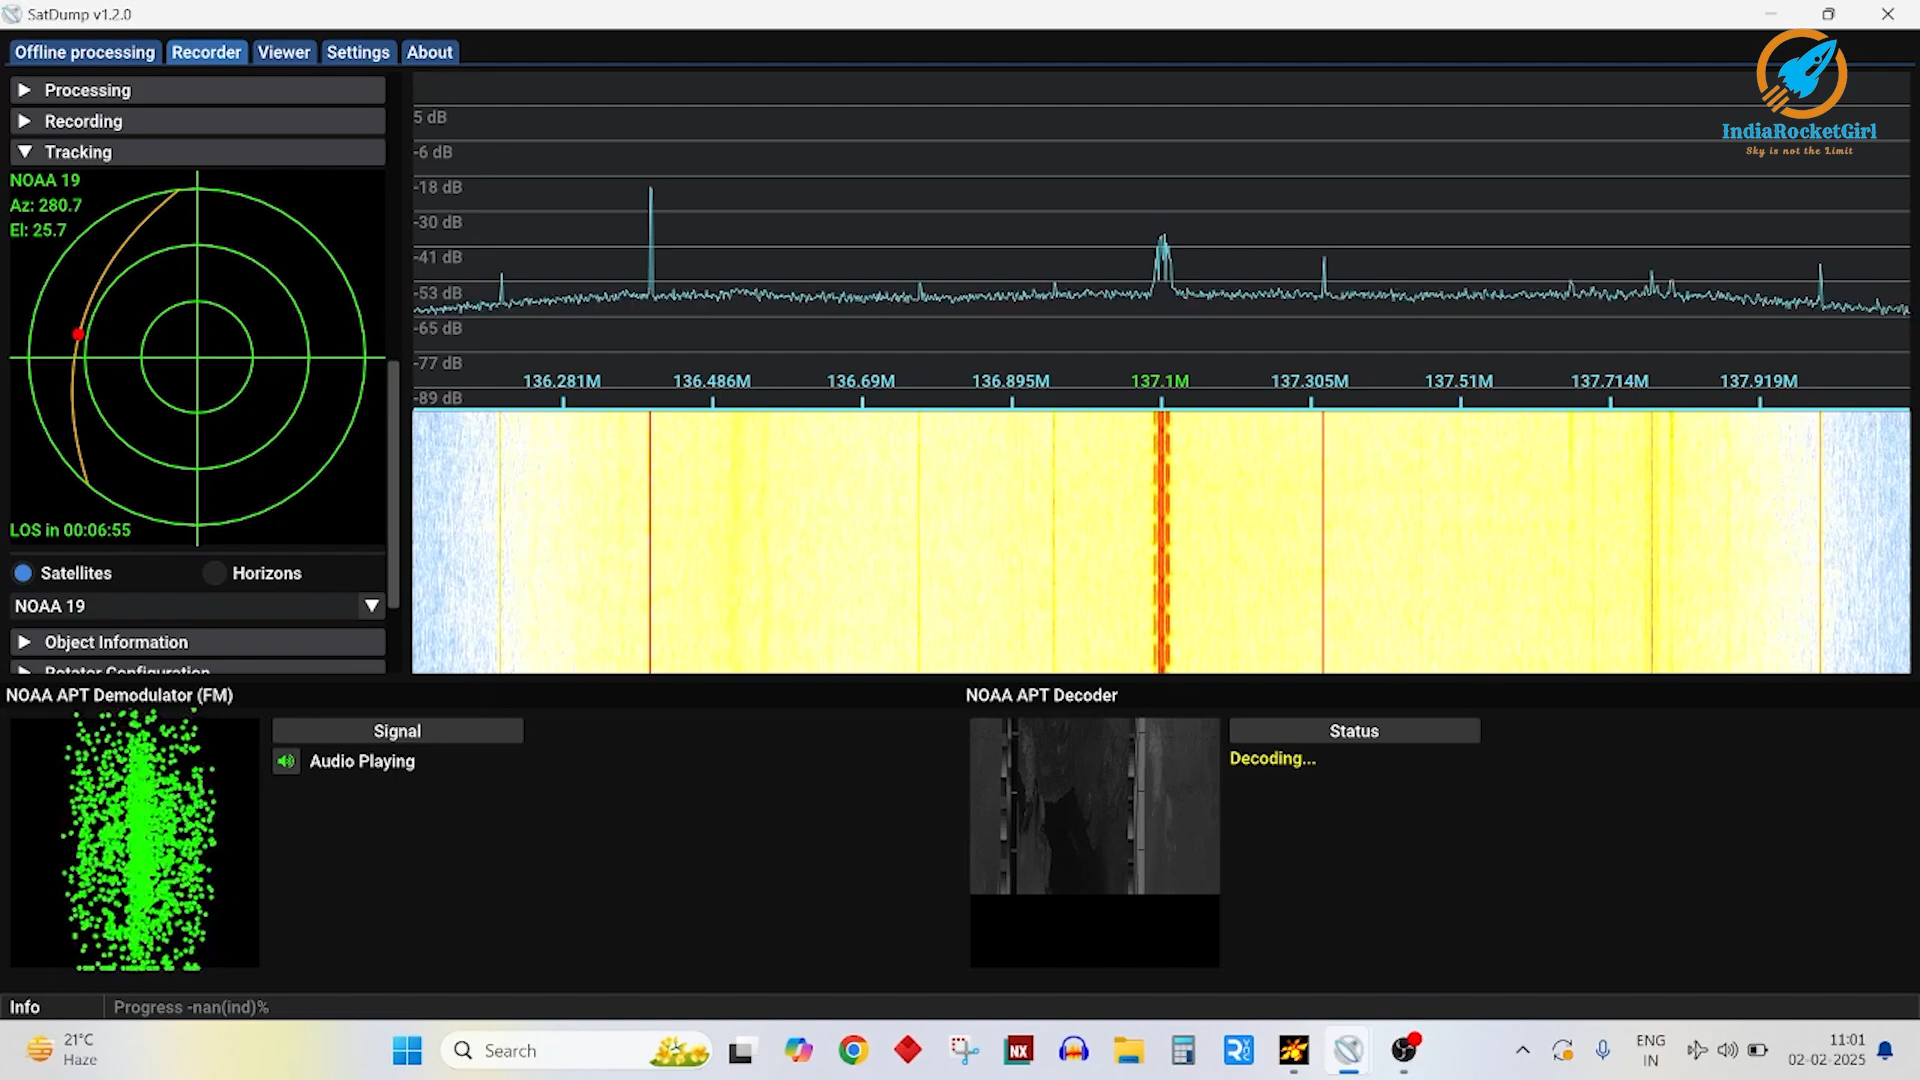 SatDump v1.2.0
Offline processing
Recorder
Viewer
Settings
About
IndiaRocketGirl
Sky is not the Limit
Processing
Recording
Tracking
NOAA 19
Az: 280.7
El: 25.7
LOS in 00:06:55
Satellites
Horizons
NOAA 19
Object Information
Rotator Configuration
5 dB
-6 dB
-18 dB
-30 dB
-41 dB
-53 dB
-65 dB
-77 dB
-89 dB
136.281M
136.486M
136.69M
136.895M
137.1M
137.305M
137.51M
137.714M
137.919M
NOAA APT Demodulator (FM)
Signal
Audio Playing
NOAA APT Decoder
Status
Decoding...
Info
Progress -nan(ind)%
21°C
Haze
Search
NX
ENG
IN
11:01
02-02-2025